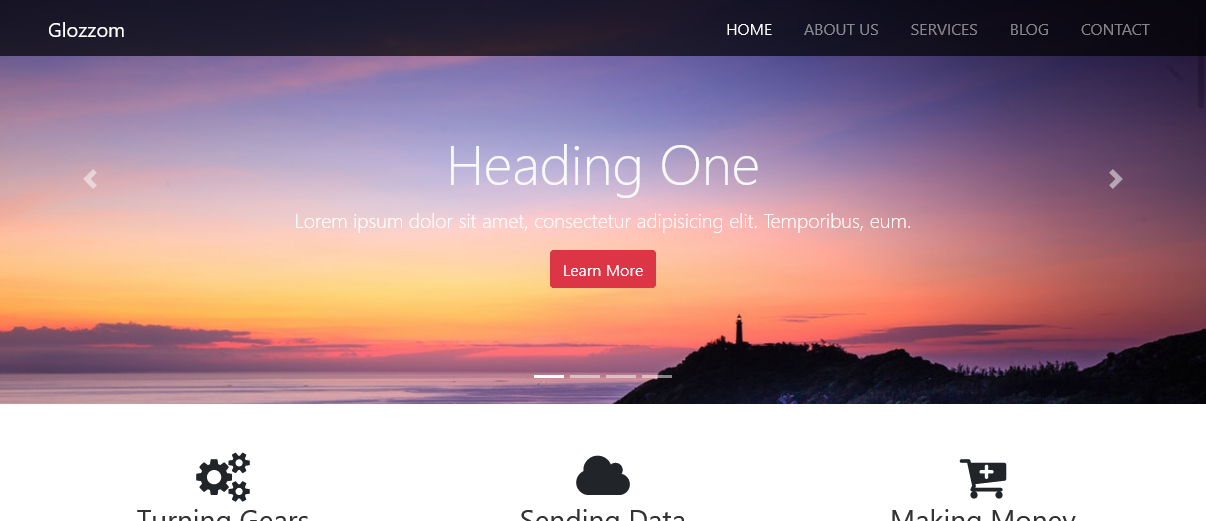 Glozzom
HOME ABOUT US SERVICES BLOG CONTACT
Heading One
Lorem ipsum dolor sit amet, consectetur adipisicing elit. Temporibus, eum.
Learn More
Turning Gears Sending Data Making Money